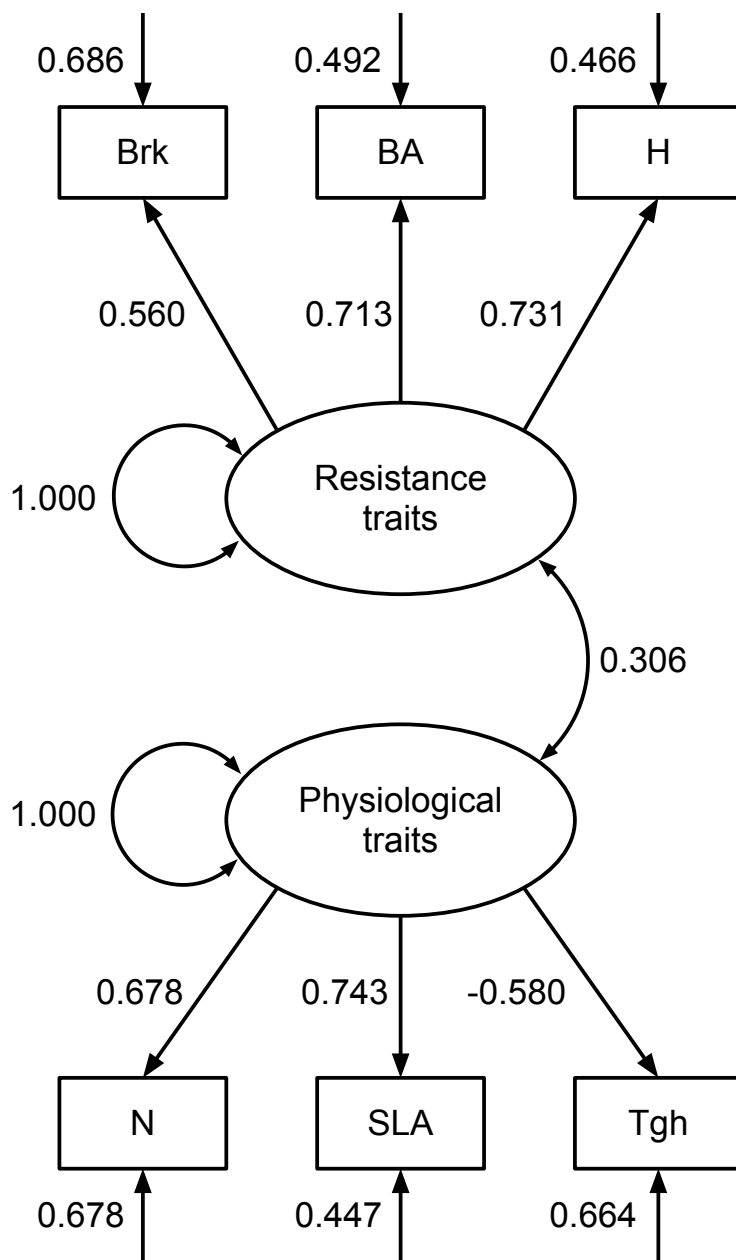 0.686
0.492
0.466
Brk
BA
H
0.560
0.713
0.731
1.000
Resistance
traits
0.306
1.000
Physiological
traits
0.678
0.743
-0.580
N
SLA
Tgh
0.678
0.447
0.664